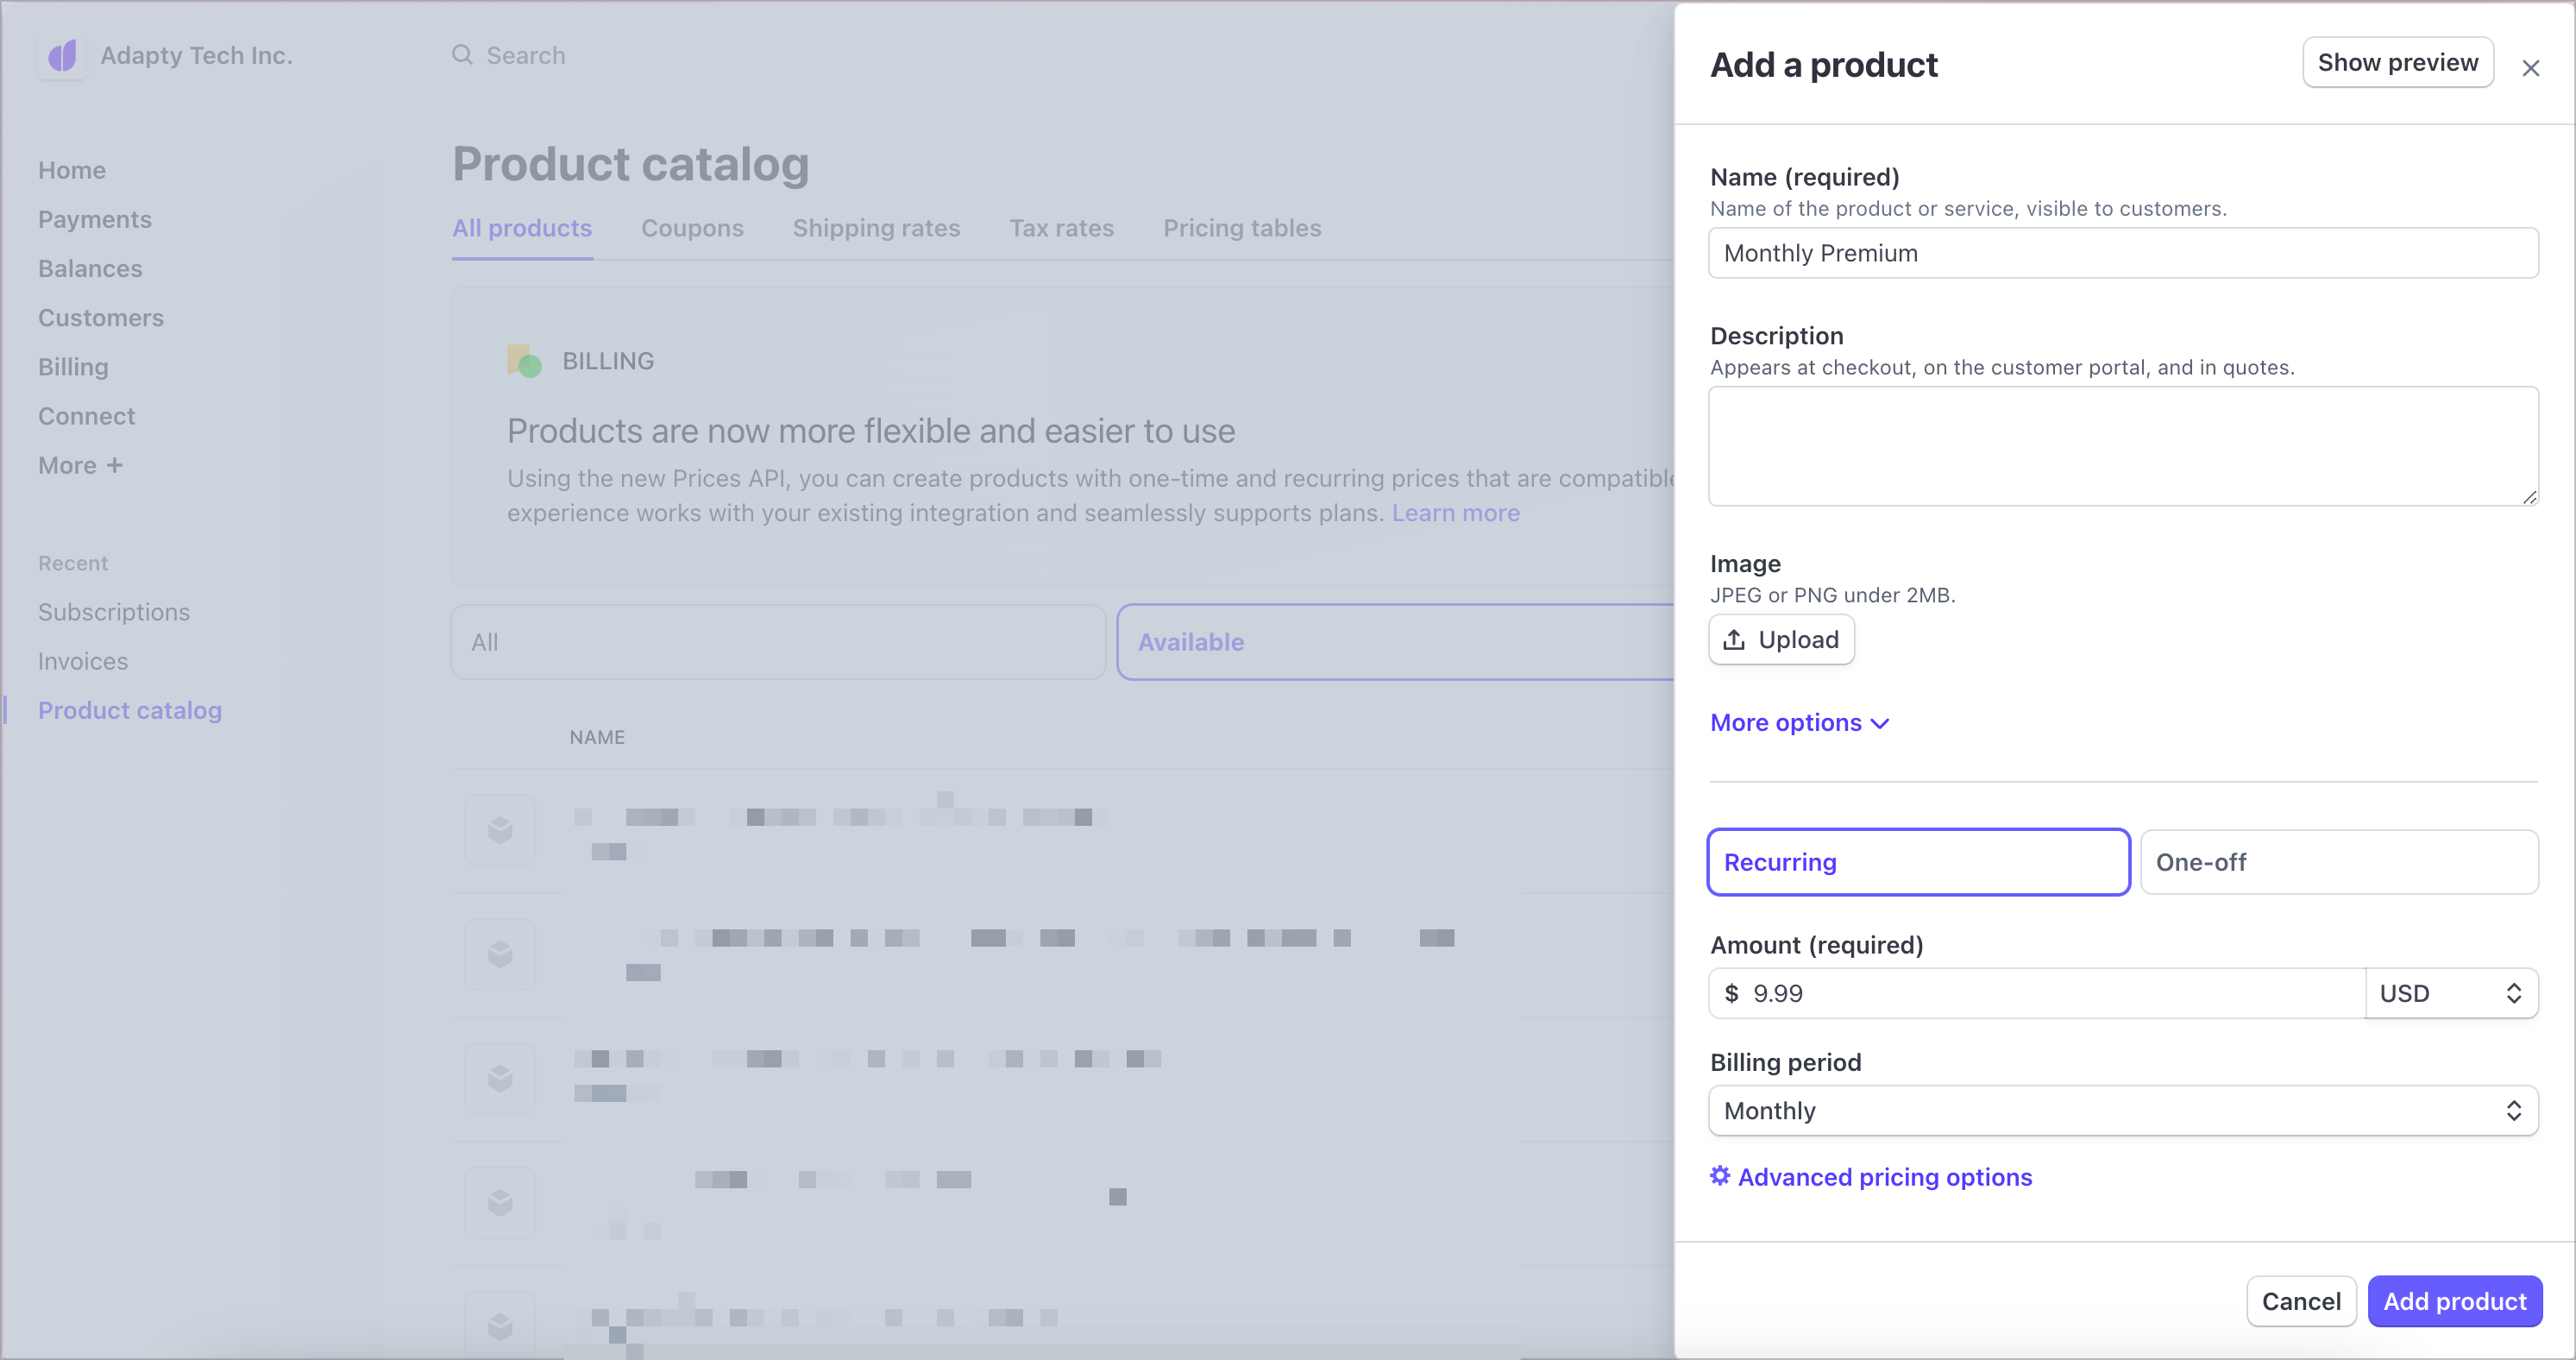 Adapty Tech Inc.
Search
Home
Payments
Balances
Customers
Billing
Connect
More +
Recent
Subscriptions
Invoices
Product catalog
Product catalog
All products
Coupons
Shipping rates
Tax rates
Pricing tables
BILLING
Products are now more flexible and easier to use
Using the new Prices API, you can create products with one-time and recurring prices that are compatible
experience works with your existing integration and seamlessly supports plans. Learn more
All
Available
NAME
Add a product
Show preview
Name (required)
Name of the product or service, visible to customers.
Monthly Premium
Description
Appears at checkout, on the customer portal, and in quotes.
Image
JPEG or PNG under 2MB.
Upload
More options
Recurring
One-off
Amount (required)
$ 9.99
USD
Billing period
Monthly
Advanced pricing options
Cancel
Add product